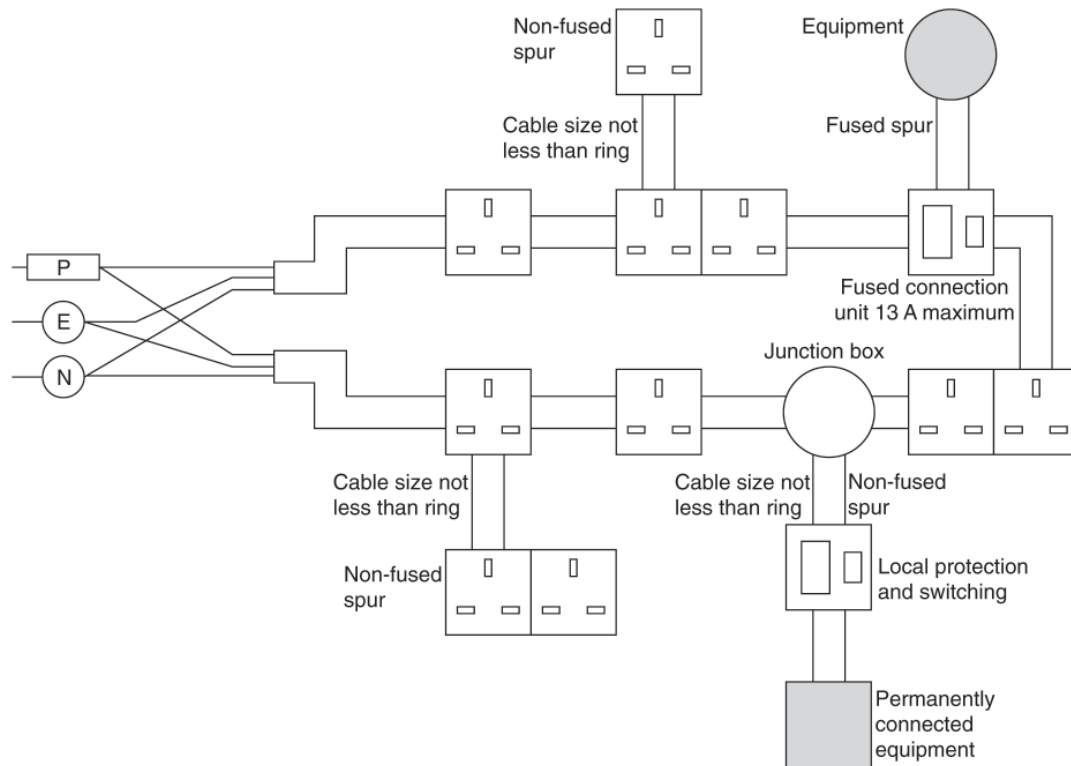 Non-fused
spur
Equipment
Cable size not
less than ring
Fused spur
P
E
N
Fused connection
unit 13 A maximum
Junction box
Cable size not
less than ring
Cable size not
less than ring
Non-fused
spur
Non-fused
spur
Local protection
and switching
Permanently
connected
equipment